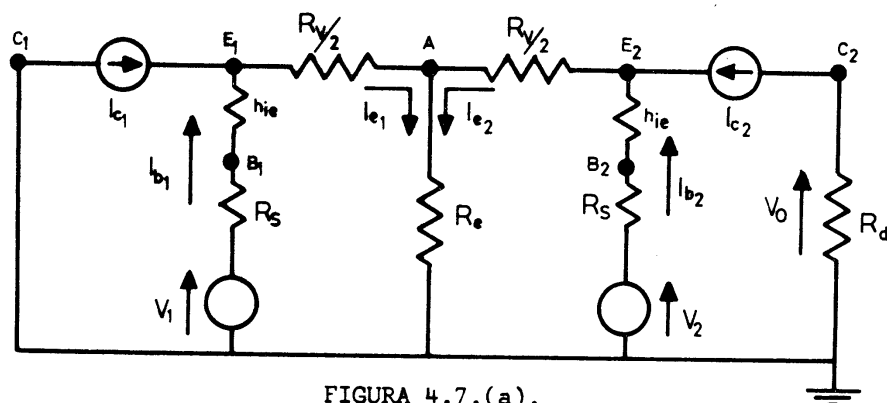 C1 E1 Rv/2 A Rv/2 E2 C2
Ic1 hie Ie1 Ie2 hie Ic2
Ib1 B1 B2 Ib2
RS Re RS VO Rd
V1 V2
FIGURA 4.7.(a).